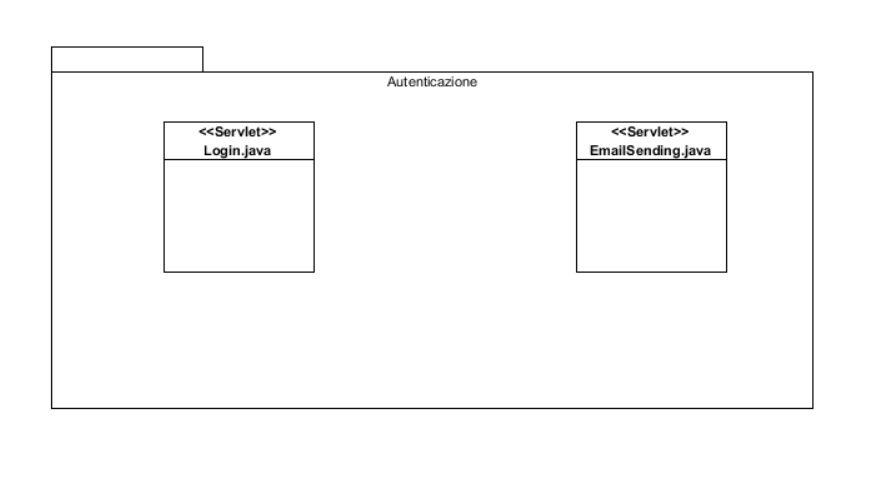 Autenticazione
<<Servlet>>
Login.java
<<Servlet>>
EmailSending.java